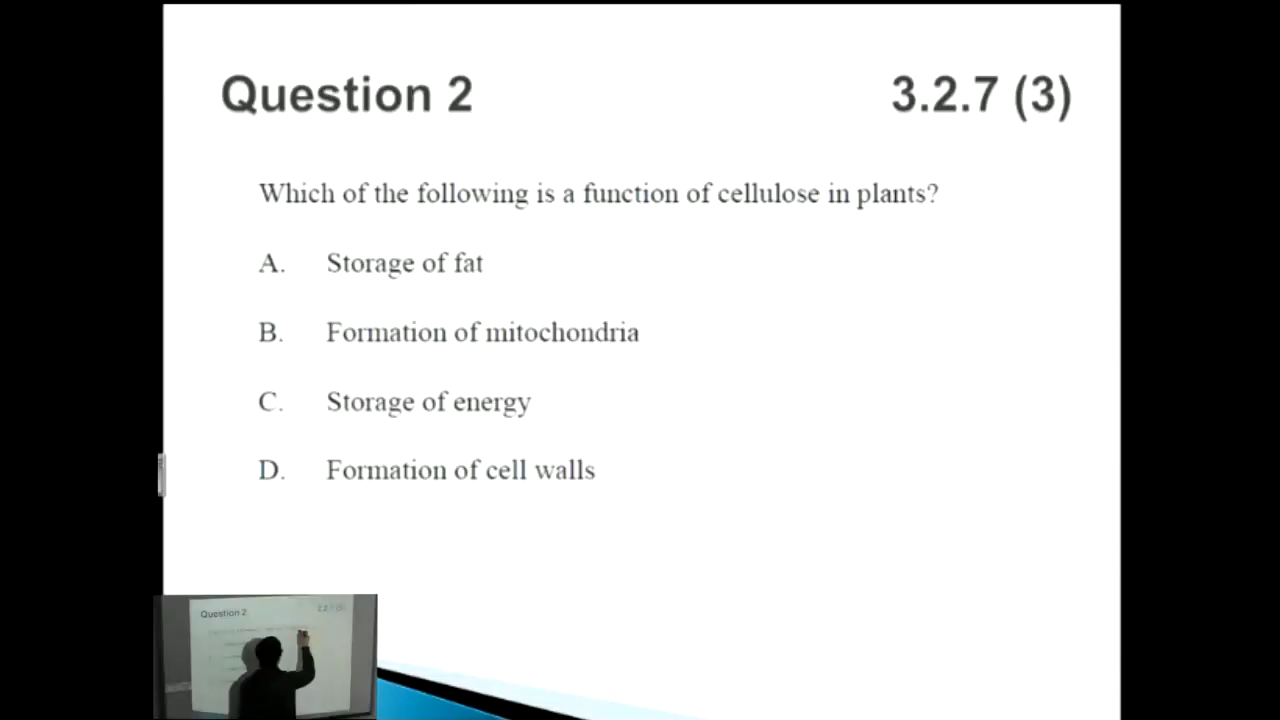 Question 2 3.2.7 (3)
Which of the following is a function of cellulose in plants?
A. Storage of fat
B. Formation of mitochondria
C. Storage of energy
D. Formation of cell walls
Question 2